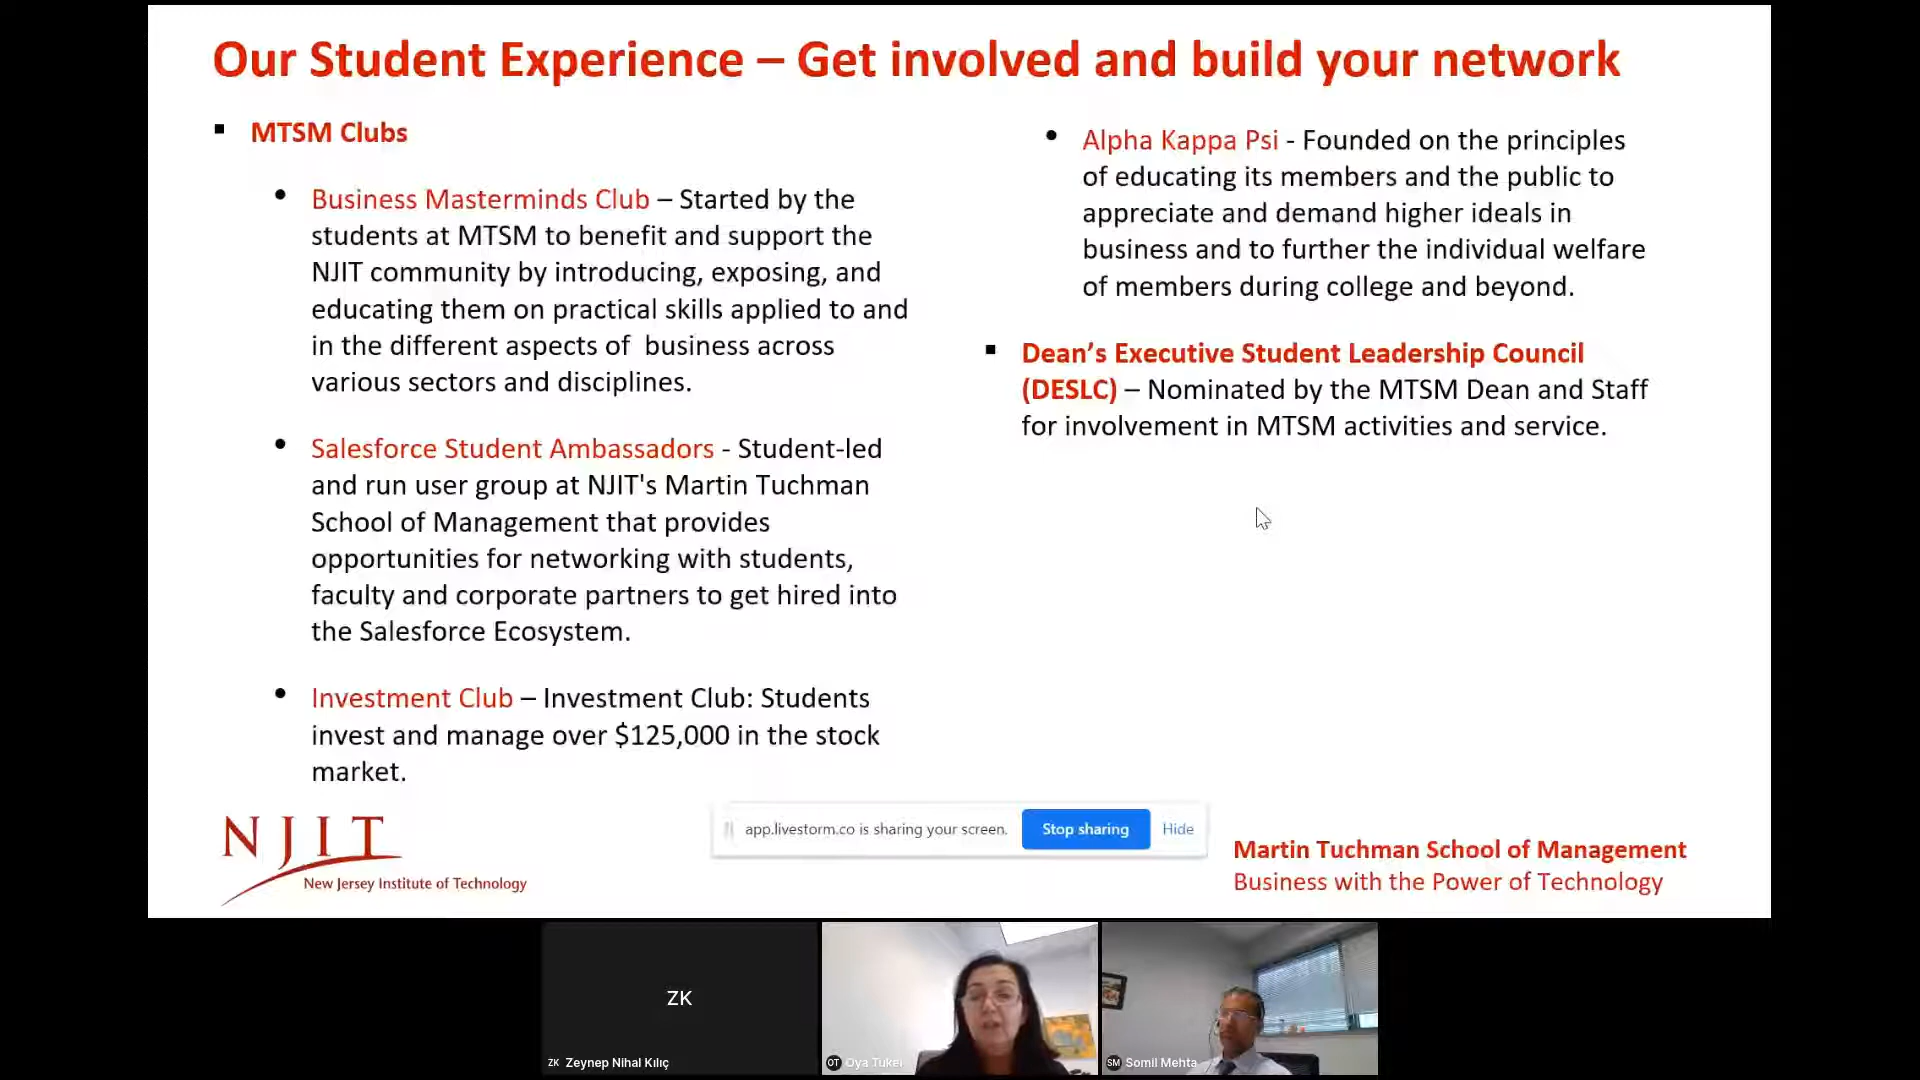 Our Student Experience – Get involved and build your network
MTSM Clubs
Business Masterminds Club – Started by the
students at MTSM to benefit and support the
NJIT community by introducing, exposing, and
educating them on practical skills applied to and
in the different aspects of  business across
various sectors and disciplines.
Salesforce Student Ambassadors - Student-led
and run user group at NJIT's Martin Tuchman
School of Management that provides
opportunities for networking with students,
faculty and corporate partners to get hired into
the Salesforce Ecosystem.
Investment Club – Investment Club: Students
invest and manage over $125,000 in the stock
market.
Alpha Kappa Psi - Founded on the principles
of educating its members and the public to
appreciate and demand higher ideals in
business and to further the individual welfare
of members during college and beyond.
Dean’s Executive Student Leadership Council
(DESLC) – Nominated by the MTSM Dean and Staff
for involvement in MTSM activities and service.
NJIT
New Jersey Institute of Technology
app.livestorm.co is sharing your screen. Stop sharing Hide
Martin Tuchman School of Management
Business with the Power of Technology
ZK
ZK Zeynep Nihal Kılıç
OT Oya Tukel
SM Somil Mehta